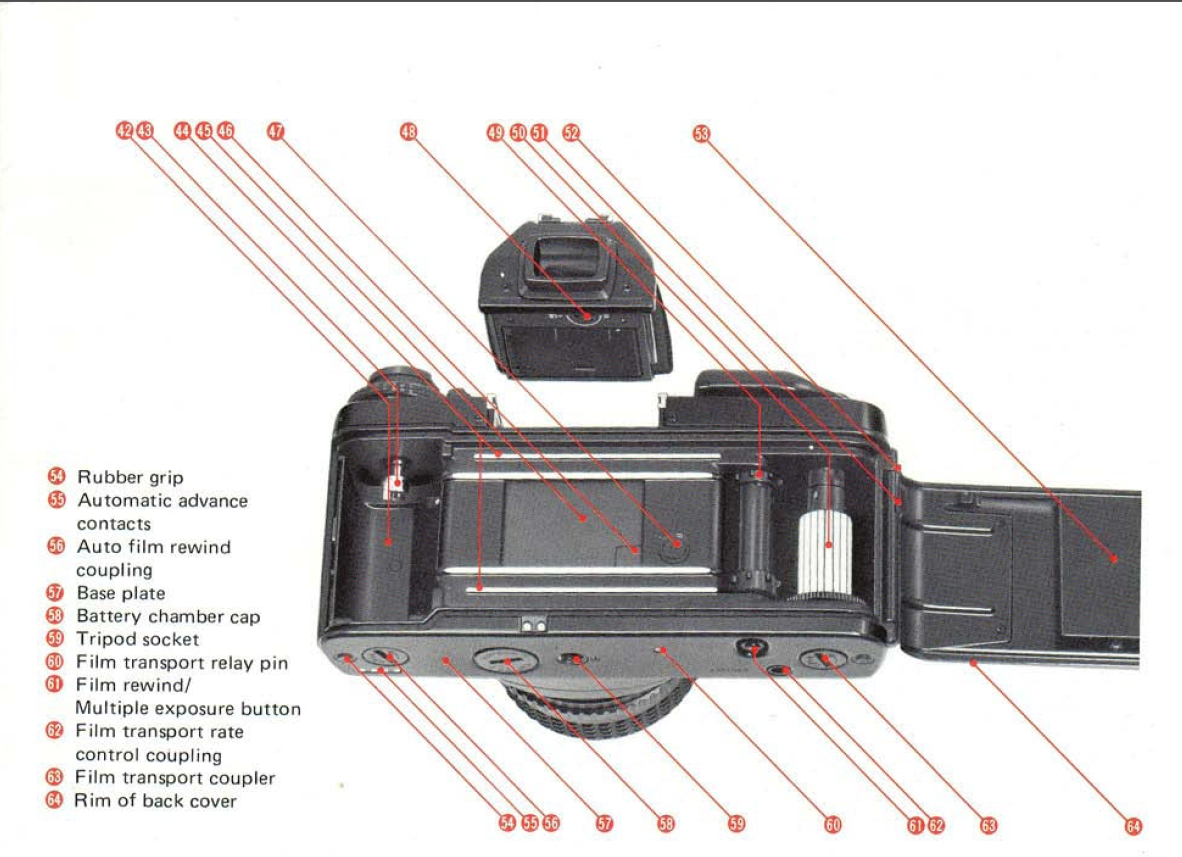 42 43 44 45 46 47 48 49 50 51 52 53
54 Rubber grip
55 Automatic advance
contacts
56 Auto film rewind
coupling
57 Base plate
58 Battery chamber cap
59 Tripod socket
60 Film transport relay pin
61 Film rewind/
Multiple exposure button
62 Film transport rate
control coupling
63 Film transport coupler
64 Rim of back cover
54 55 56 57 58 59 60 61 62 63 64